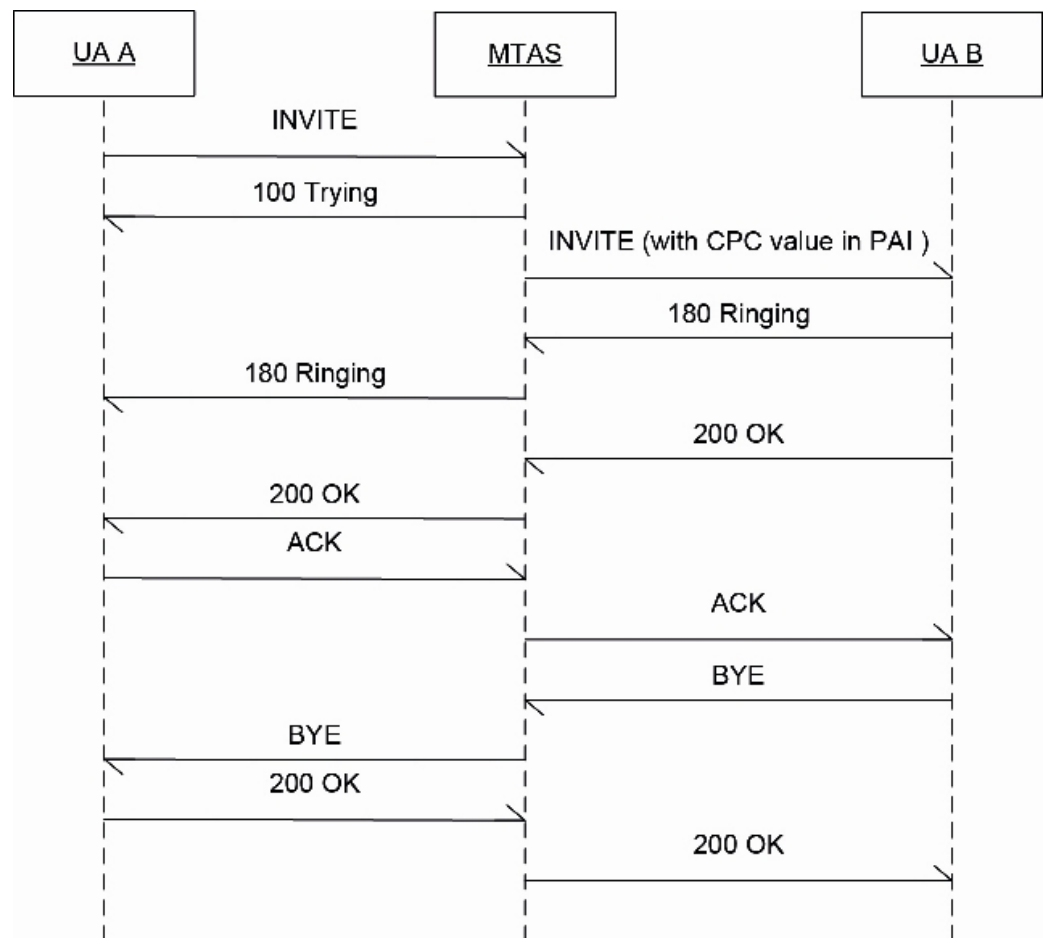 UA A
MTAS
UA B
INVITE
100 Trying
INVITE (with CPC value in PAI )
180 Ringing
180 Ringing
200 OK
200 OK
ACK
ACK
BYE
BYE
200 OK
200 OK